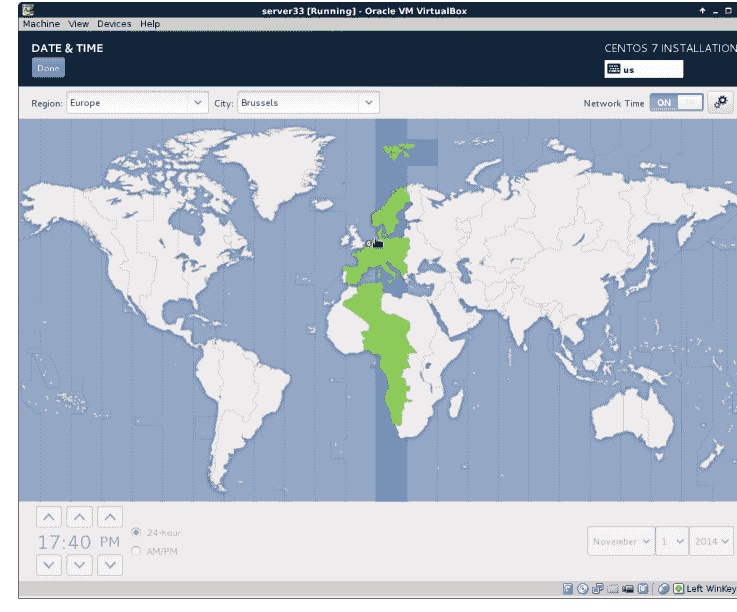 server33 [Running] - Oracle VM VirtualBox
Machine View Devices Help
DATE & TIME
CENTOS 7 INSTALLATION
Done
us
Region: Europe City: Brussels Network Time ON
17:40 PM
24-hour
AM/PM
November 1 2014
Left WinKey